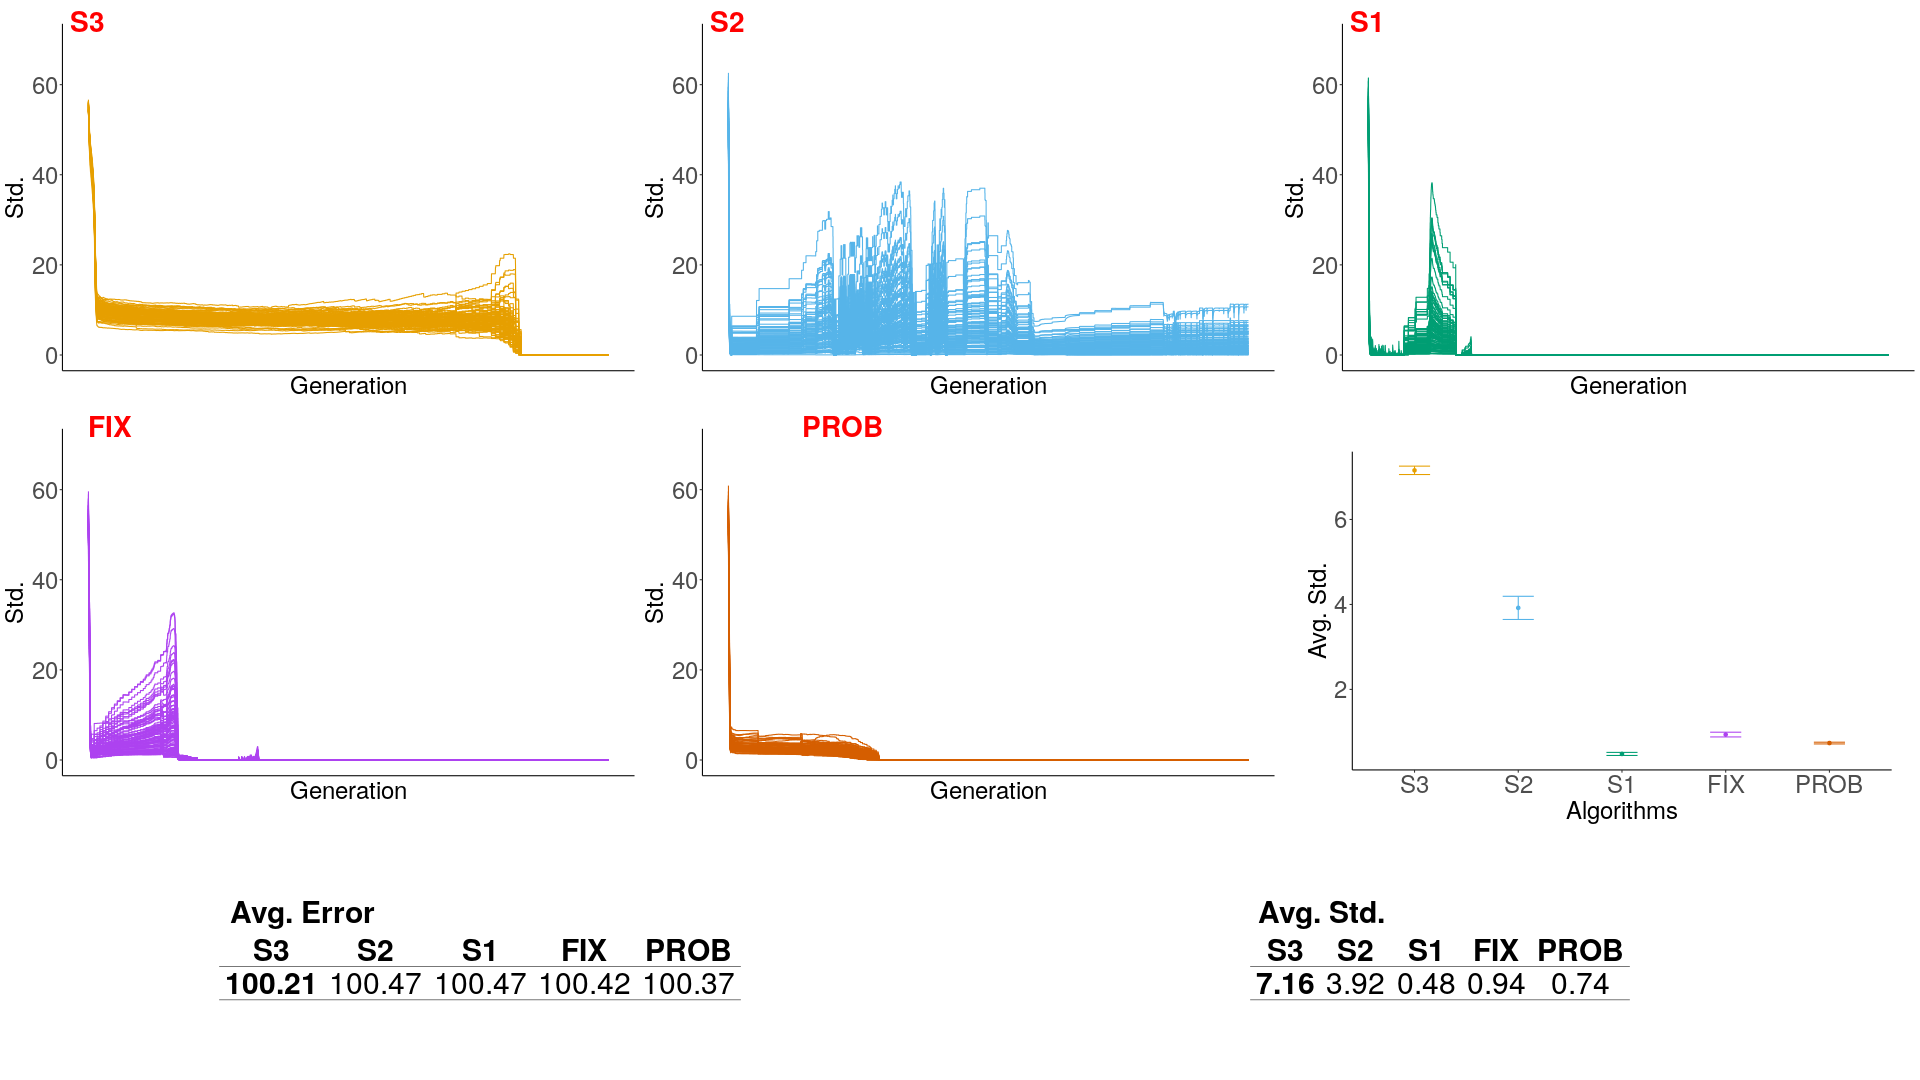 S3
60
40
20
0
Std.
Generation
S2
60
40
20
0
Std.
Generation
S1
60
40
20
0
Std.
Generation
FIX
60
40
20
0
Std.
Generation
PROB
60
40
20
0
Std.
Generation
6
4
2
Avg. Std.
S3 S2 S1 FIX PROB
Algorithms
Avg. Error
S3 S2 S1 FIX PROB
100.21 100.47 100.47 100.42 100.37
Avg. Std.
S3 S2 S1 FIX PROB
7.16 3.92 0.48 0.94 0.74